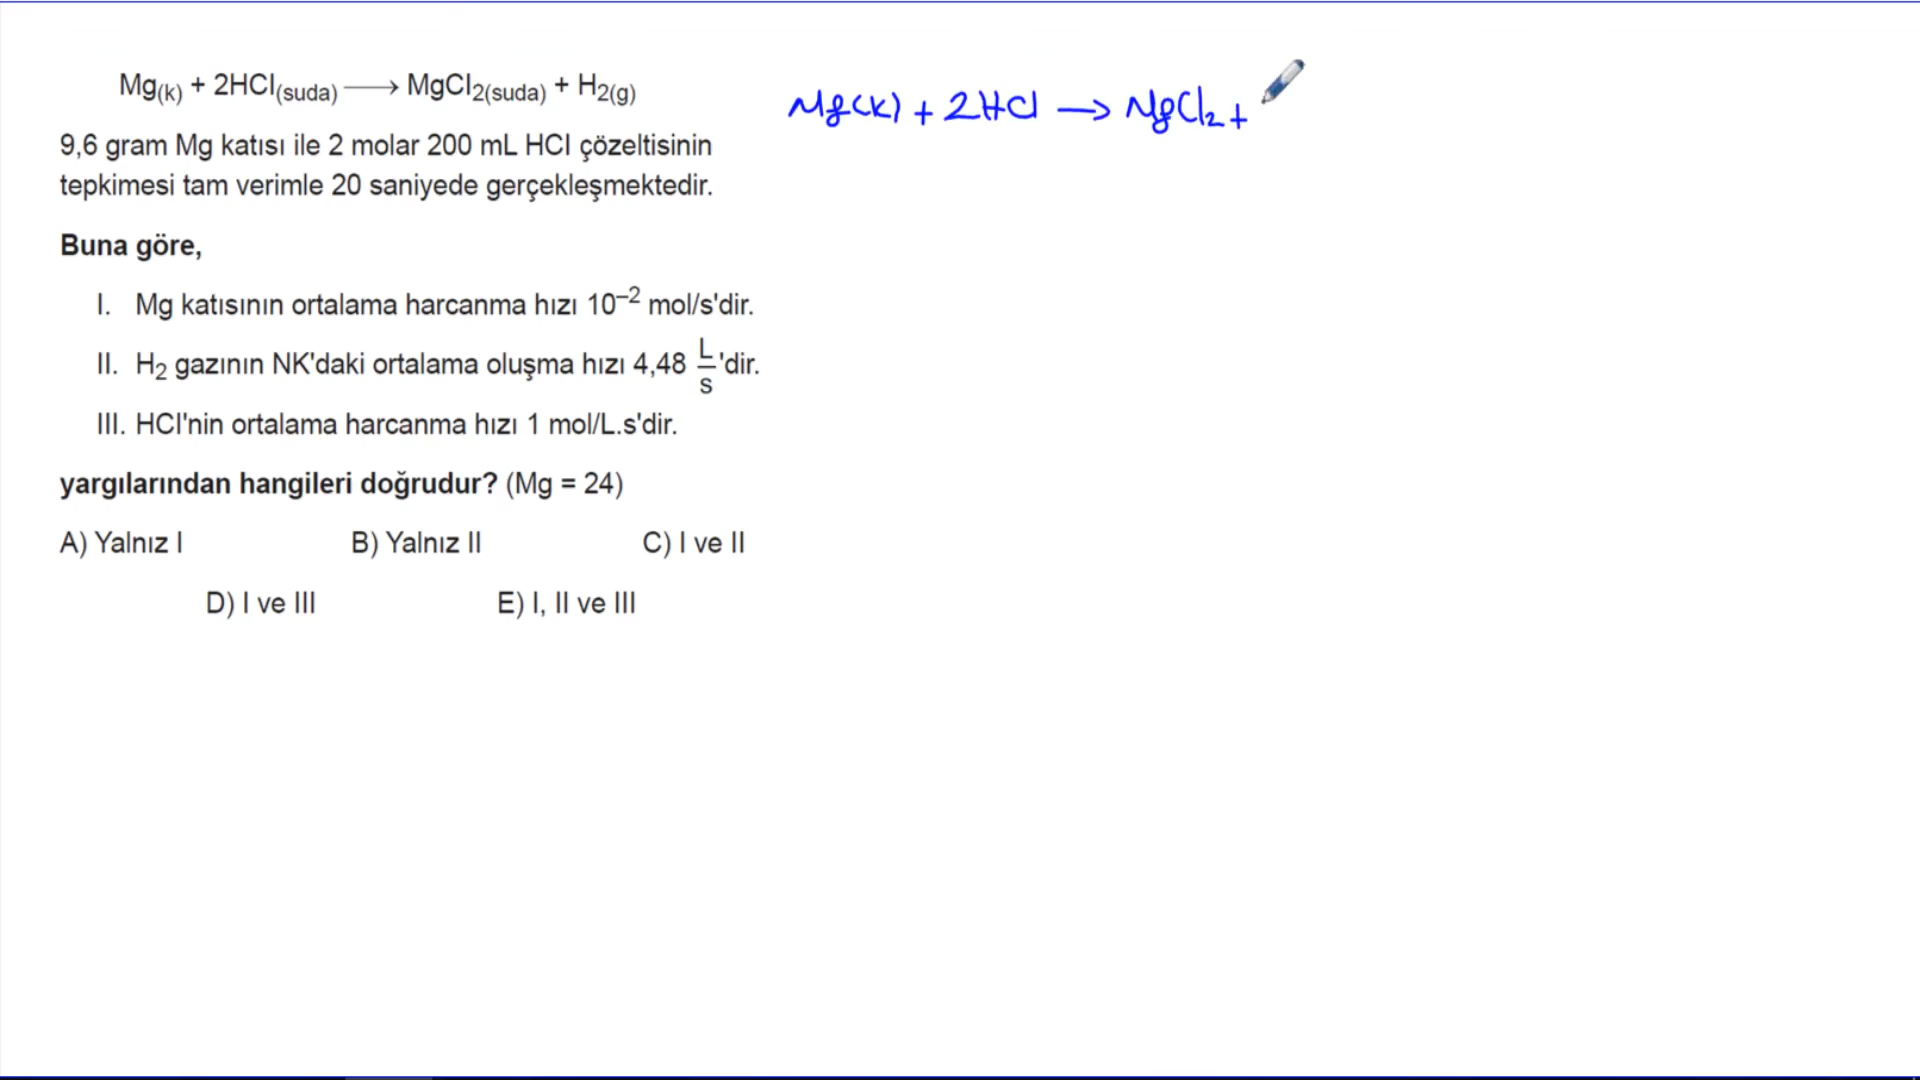 Mg(k) + 2HCl(suda) ⟶ MgCl2(suda) + H2(g)
9,6 gram Mg katısı ile 2 molar 200 mL HCl çözeltisinin
tepkimesi tam verimle 20 saniyede gerçekleşmektedir.
Buna göre,
I. Mg katısının ortalama harcanma hızı 10⁻² mol/s'dir.
II. H2 gazının NK'daki ortalama oluşma hızı 4,48 L/s'dir.
III. HCl'nin ortalama harcanma hızı 1 mol/L.s'dir.
yargılarından hangileri doğrudur? (Mg = 24)
A) Yalnız I B) Yalnız II C) I ve II
D) I ve III E) I, II ve III
Mg(k) + 2HCl → MgCl2 +